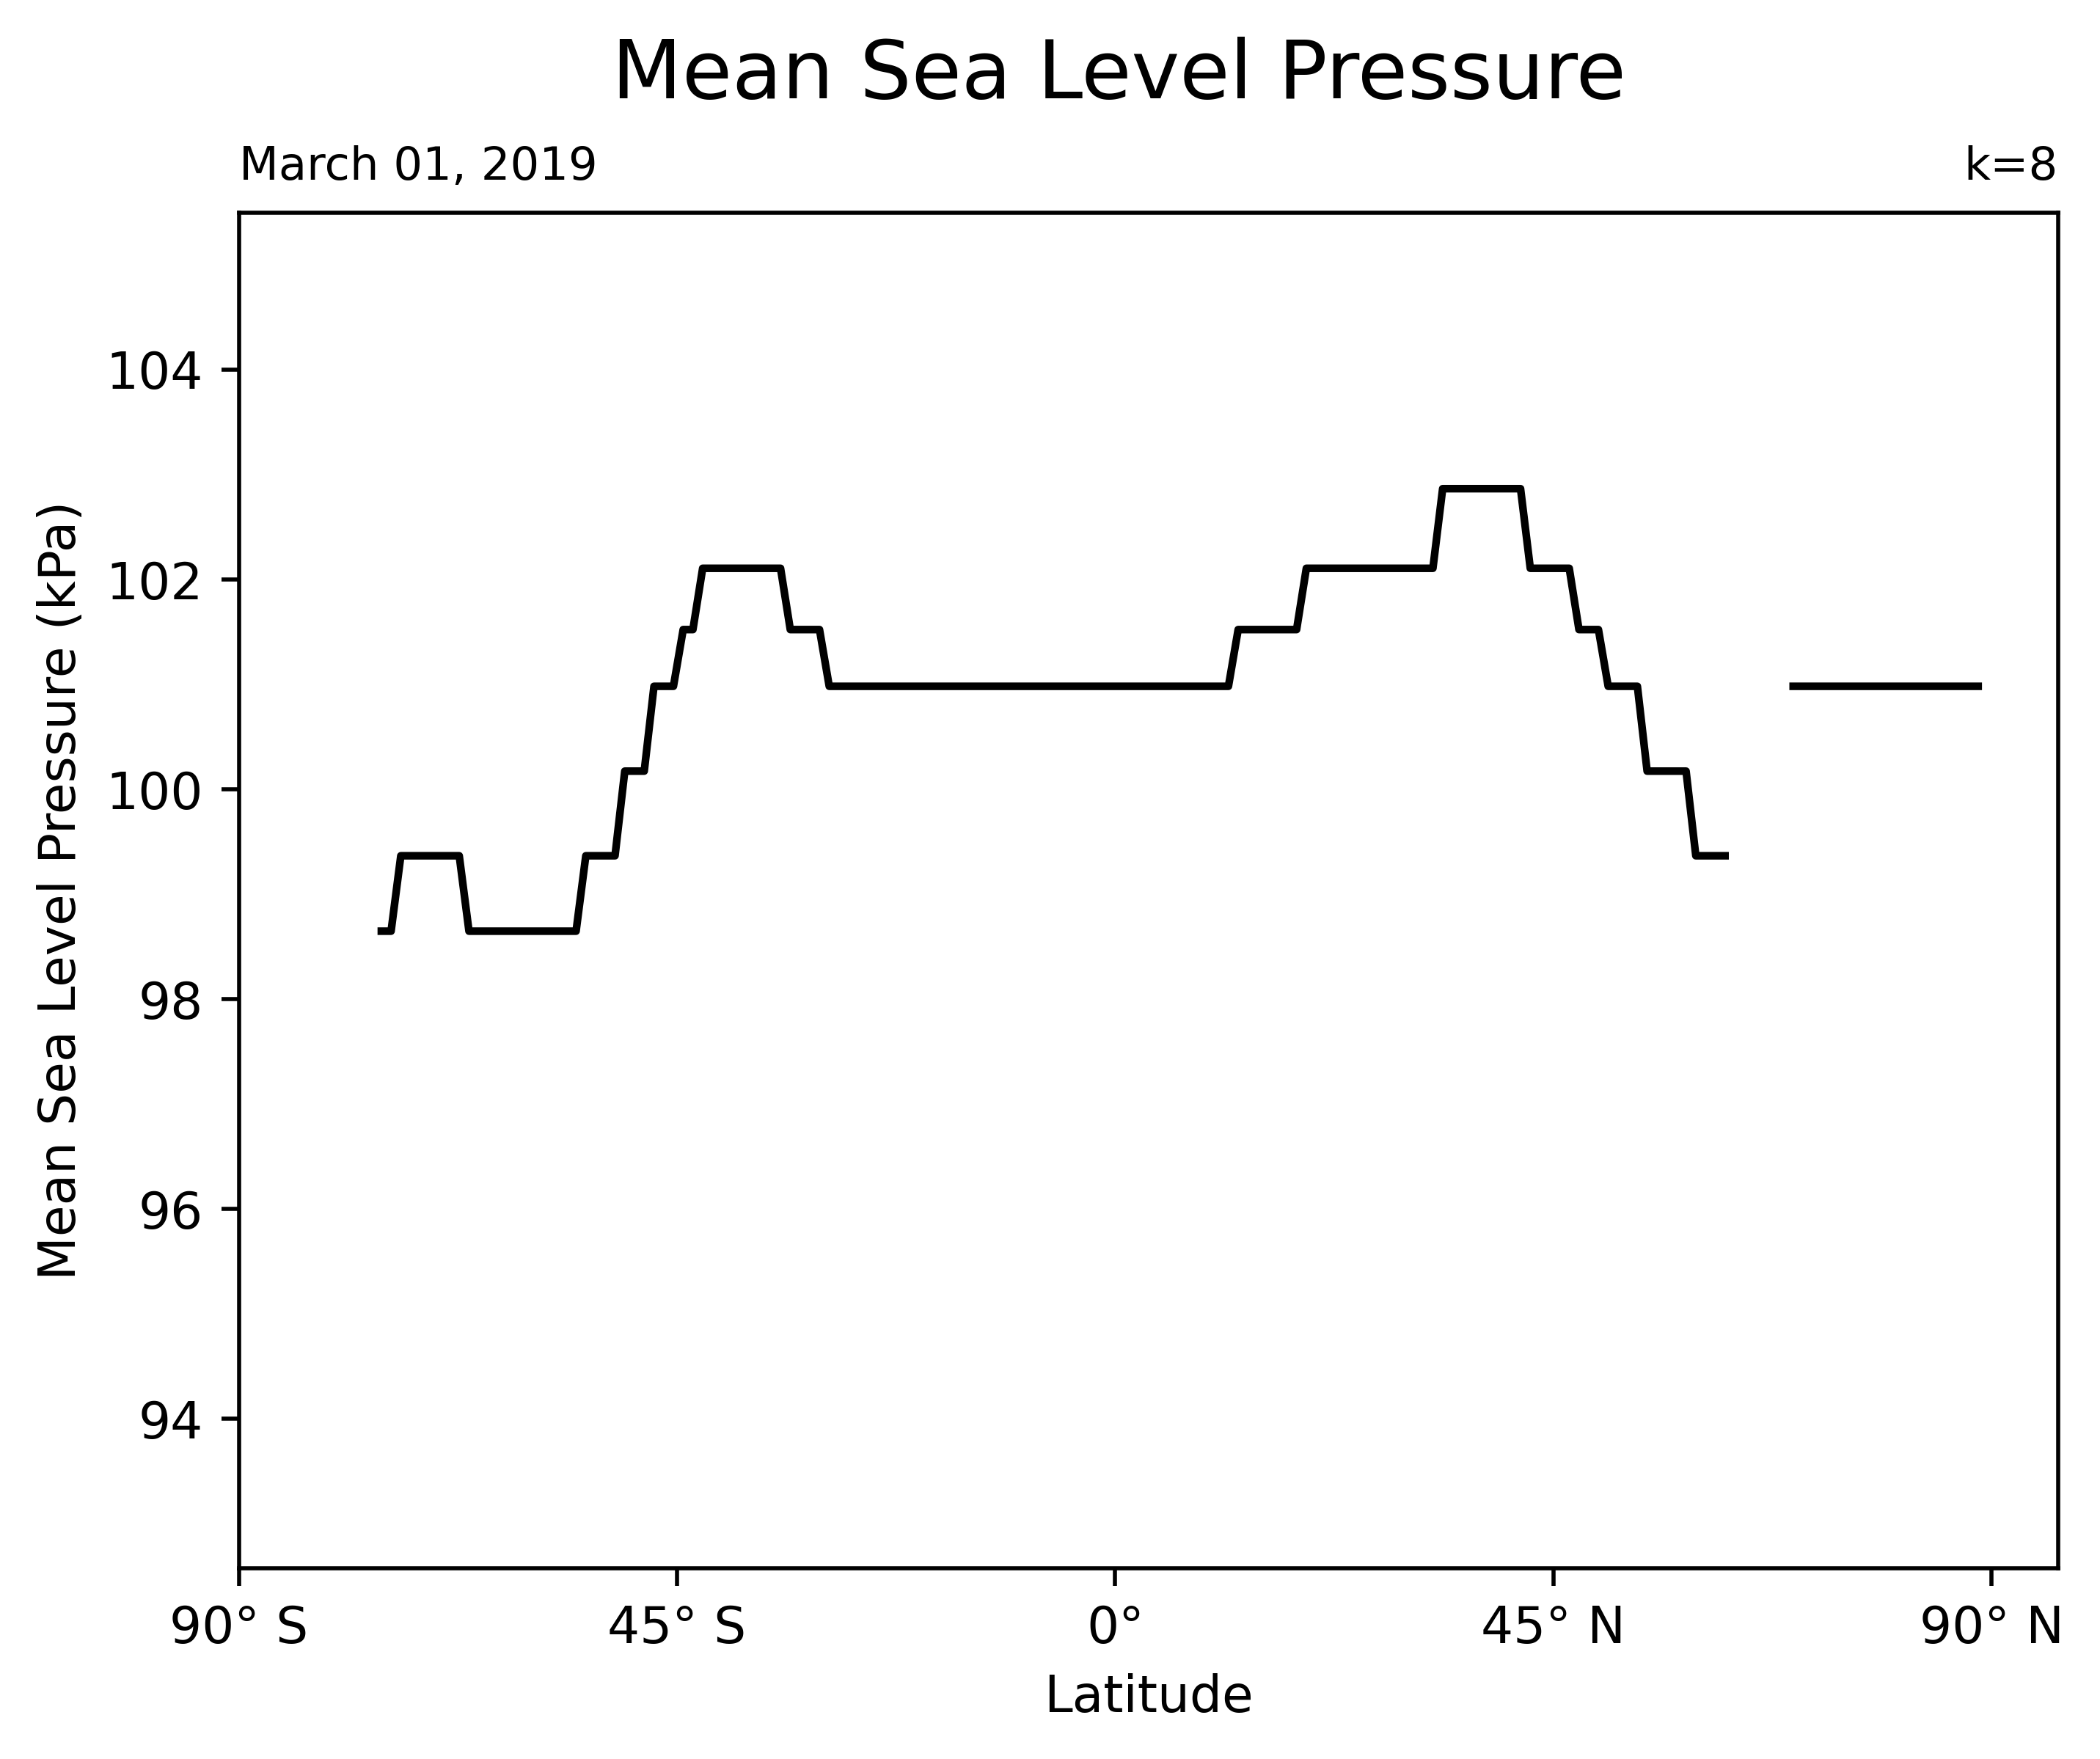 Mean Sea Level Pressure
March 01, 2019
k=8
Mean Sea Level Pressure (kPa)
104
102
100
98
96
94
90° S
45° S
0°
45° N
90° N
Latitude